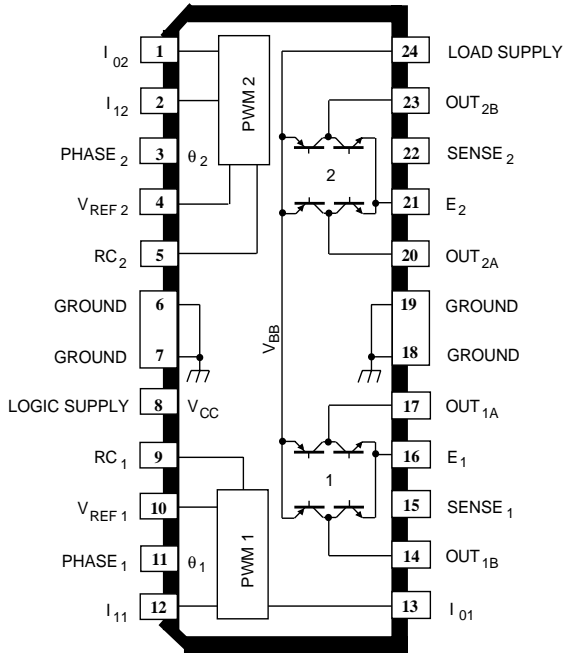 I02 1 24 LOAD SUPPLY
PWM 2
I12 2 23 OUT2B
PHASE2 3 θ2 2 22 SENSE2
VREF2 4 21 E2
RC2 5 20 OUT2A
GROUND 6 19 GROUND
VBB
GROUND 7 18 GROUND
LOGIC SUPPLY 8 VCC 17 OUT1A
RC1 9 16 E1
1
VREF1 10 15 SENSE1
PWM 1
PHASE1 11 θ1 14 OUT1B
I11 12 13 I01